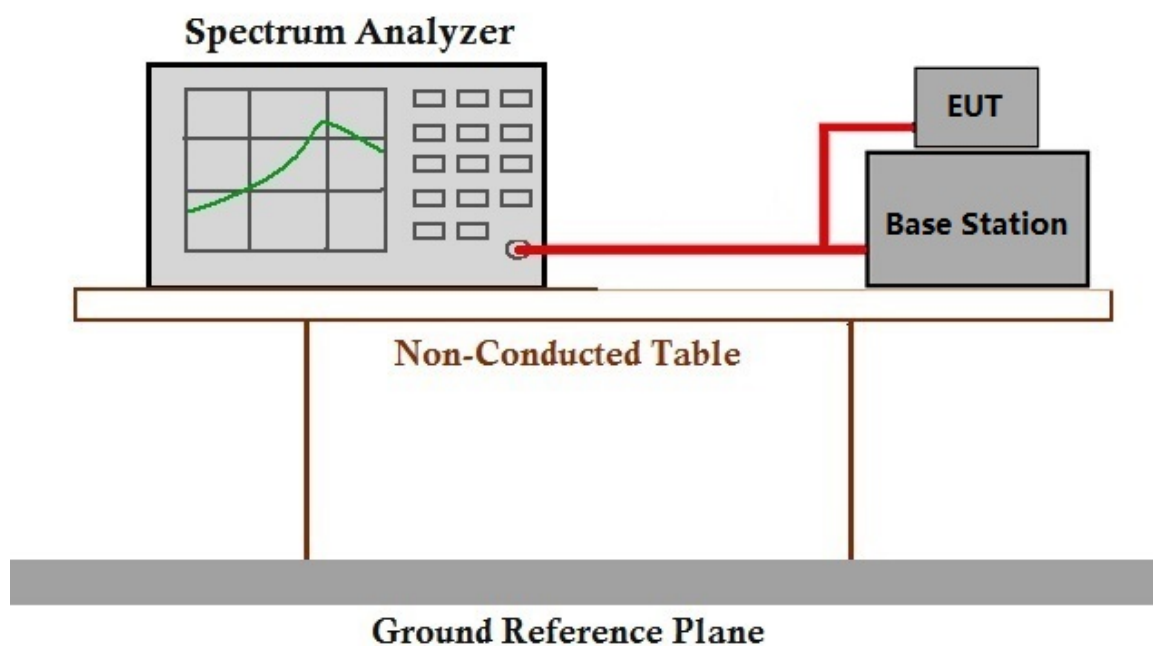 Spectrum Analyzer
EUT
Base Station
Non-Conducted Table
Ground Reference Plane